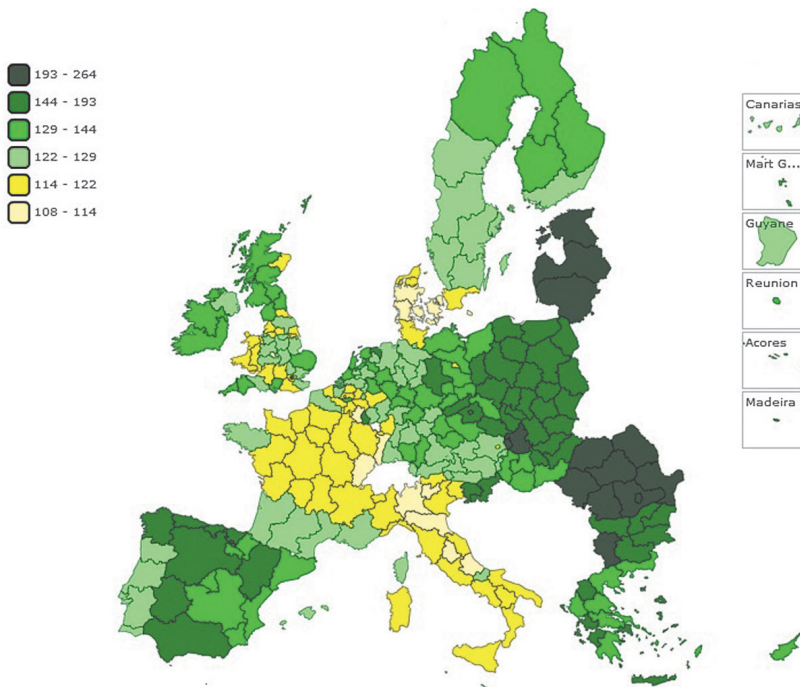 193 - 264
144 - 193
129 - 144
122 - 129
114 - 122
108 - 114
Canarias
Mart G...
Guyane
Reunion
Acores
Madeira